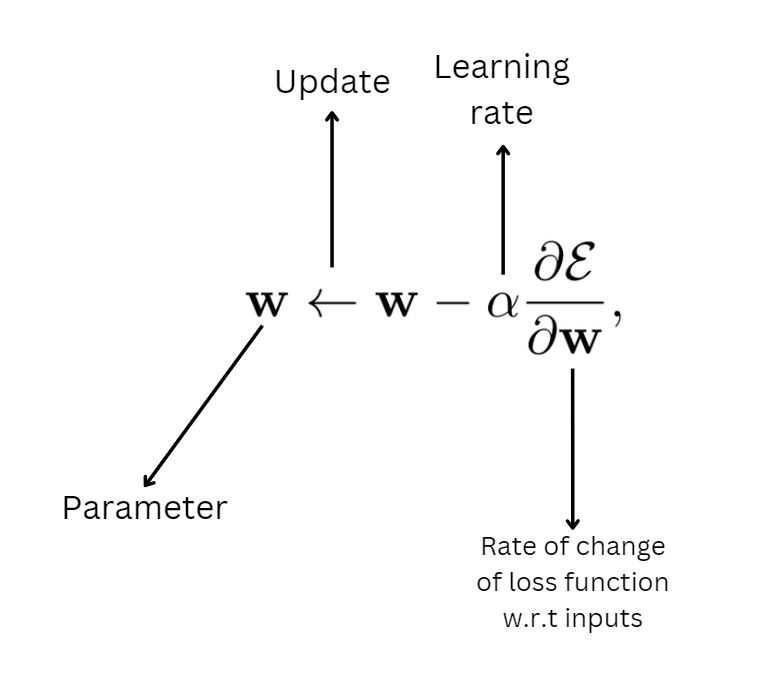 Update
Learning
rate
w ← w − α ∂ℰ/∂w,
Parameter
Rate of change
of loss function
w.r.t inputs